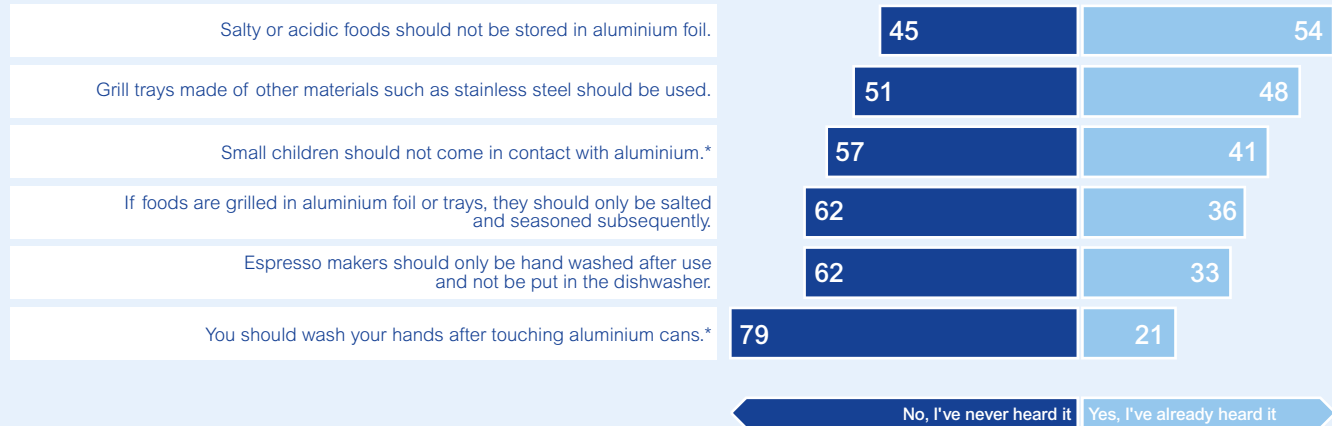 Salty or acidic foods should not be stored in aluminium foil.
45
54
Grill trays made of other materials such as stainless steel should be used.
51
48
Small children should not come in contact with aluminium.*
57
41
If foods are grilled in aluminium foil or trays, they should only be salted
and seasoned subsequently.
62
36
Espresso makers should only be hand washed after use
and not be put in the dishwasher.
62
33
You should wash your hands after touching aluminium cans.*
79
21
No, I've never heard it
Yes, I've already heard it